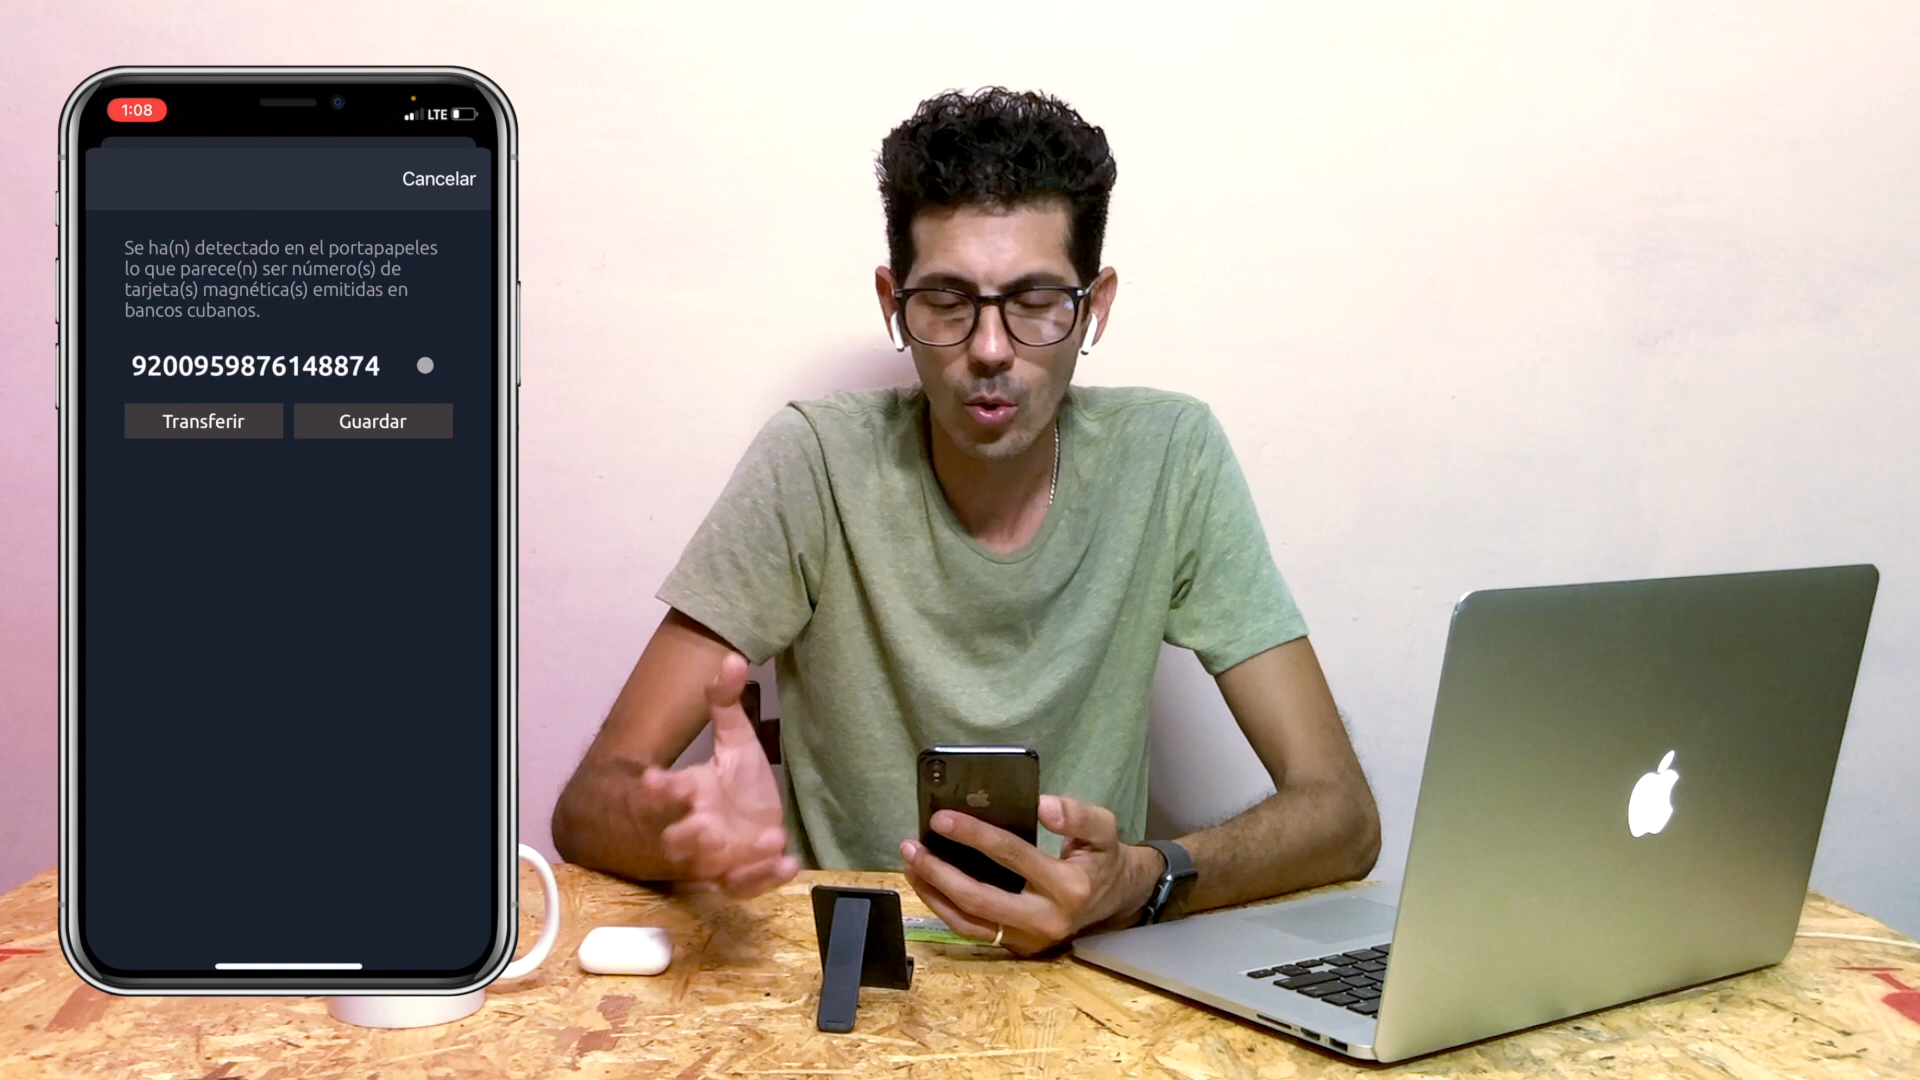 1:08
LTE
Cancelar
Se ha(n) detectado en el portapapeles
lo que parece(n) ser número(s) de
tarjeta(s) magnética(s) emitidas en
bancos cubanos.
9200959876148874
Transferir
Guardar